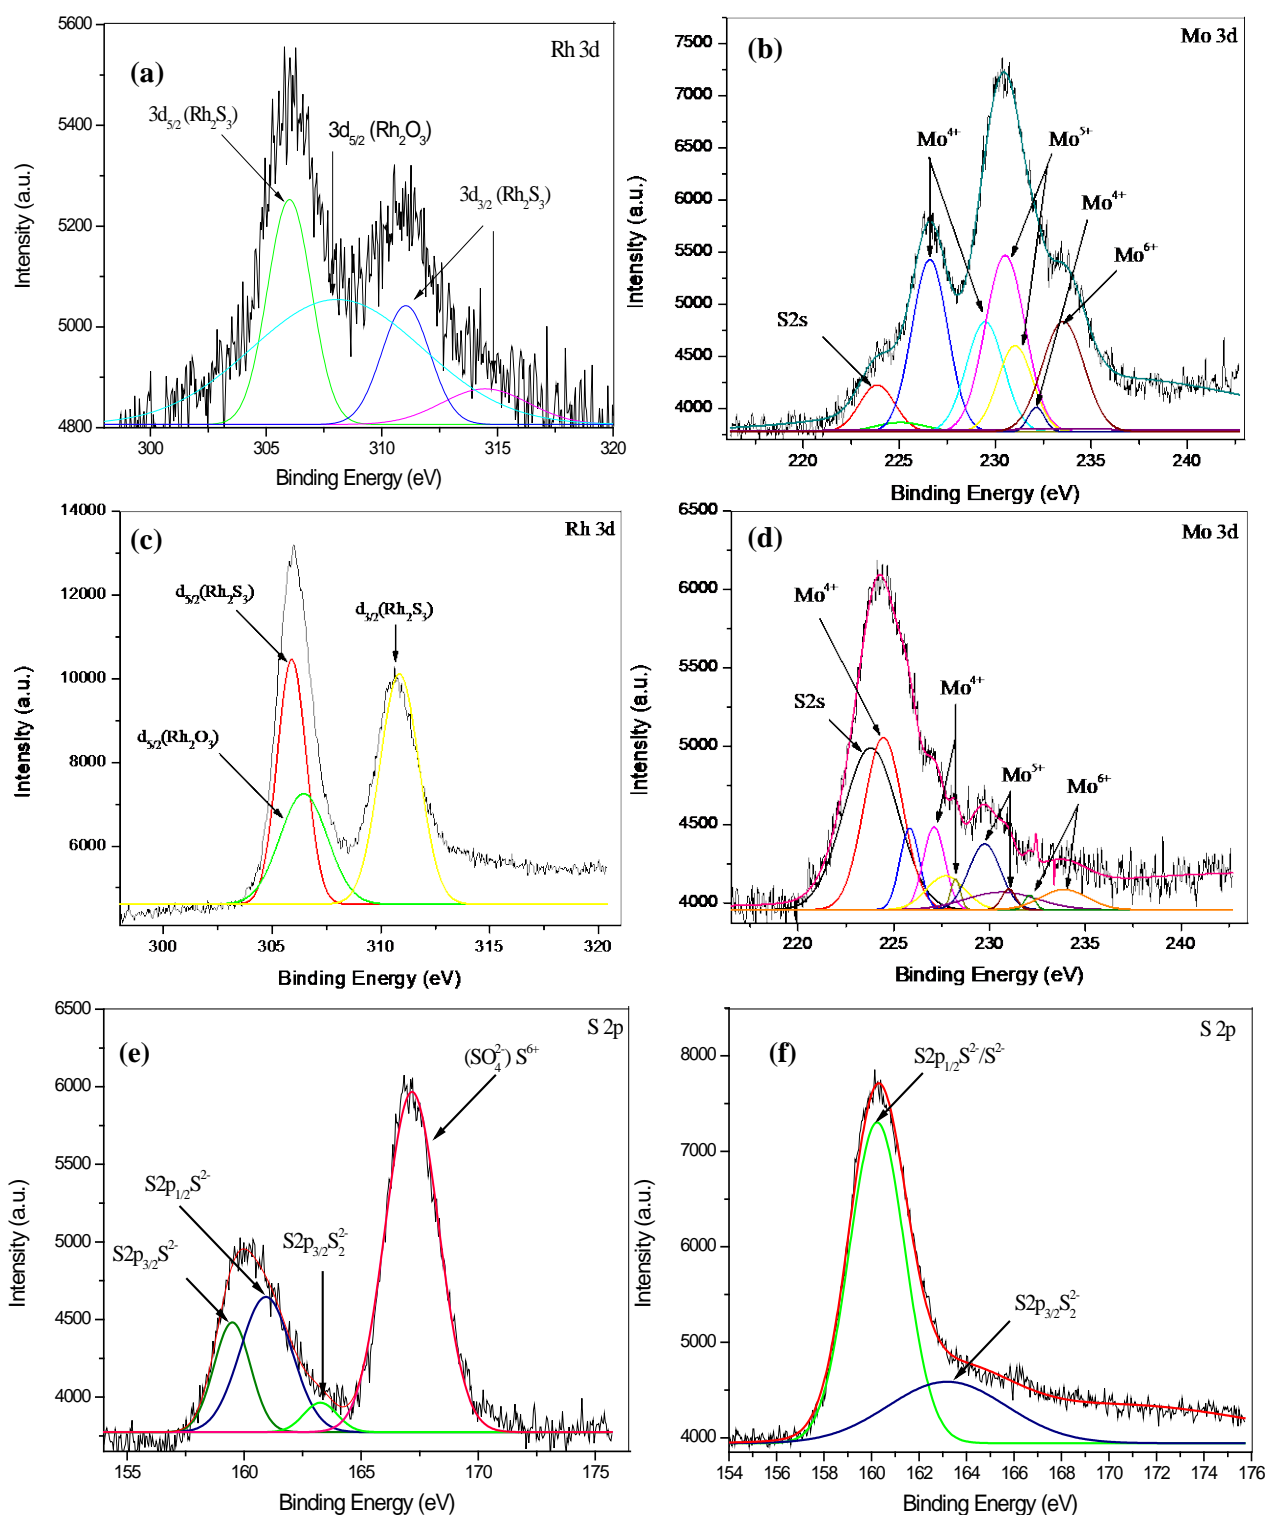 (a)
Rh 3d
3d5/2 (Rh2S3)
3d5/2 (Rh2O3)
3d3/2 (Rh2S3)
Intensity (a.u.)
5600
5400
5200
5000
4800
300 305 310 315 320
Binding Energy (eV)
(b)
Mo 3d
Mo4+
Mo5+
Mo4+
Mo6+
S2s
Intensity (a.u.)
7500
7000
6500
6000
5500
5000
4500
4000
220 225 230 235 240
Binding Energy (eV)
(c)
Rh 3d
d5/2(Rh2S3)
d3/2(Rh2S3)
d5/2(Rh2O3)
Intensity (a.u.)
14000
12000
10000
8000
6000
300 305 310 315 320
Binding Energy (eV)
(d)
Mo 3d
Mo4+
S2s
Mo4+
Mo5+
Mo6+
Intensity (a.u.)
6500
6000
5500
5000
4500
4000
220 225 230 235 240
Binding Energy (eV)
(e)
S 2p
(SO4 2-) S6+
S2p1/2S2-
S2p3/2S2-
S2p3/2S2 2-
Intensity (a.u.)
6500
6000
5500
5000
4500
4000
155 160 165 170 175
Binding Energy (eV)
(f)
S 2p
S2p1/2S2-/S2-
S2p3/2S2 2-
Intensity (a.u.)
8000
7000
6000
5000
4000
154 156 158 160 162 164 166 168 170 172 174 176
Binding Energy (eV)